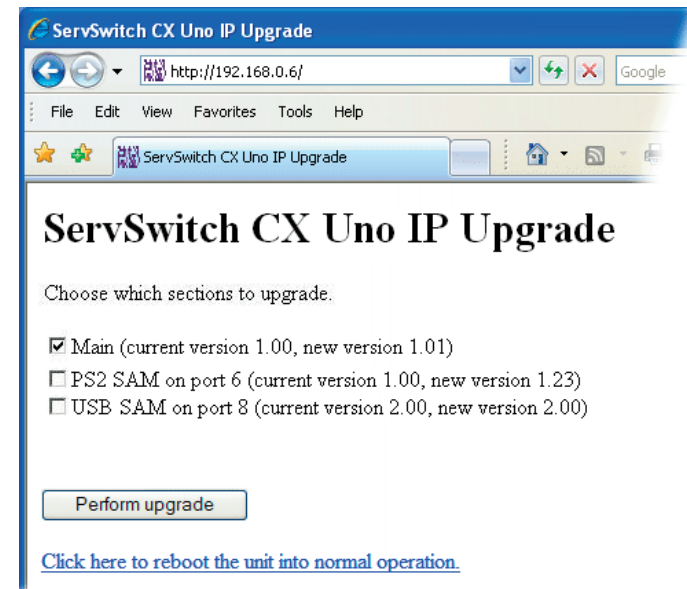 ServSwitch CX Uno IP Upgrade
http://192.168.0.6/
Google
File Edit View Favorites Tools Help
ServSwitch CX Uno IP Upgrade
ServSwitch CX Uno IP Upgrade
Choose which sections to upgrade.
Main (current version 1.00, new version 1.01)
PS2 SAM on port 6 (current version 1.00, new version 1.23)
USB SAM on port 8 (current version 2.00, new version 2.00)
Perform upgrade
Click here to reboot the unit into normal operation.